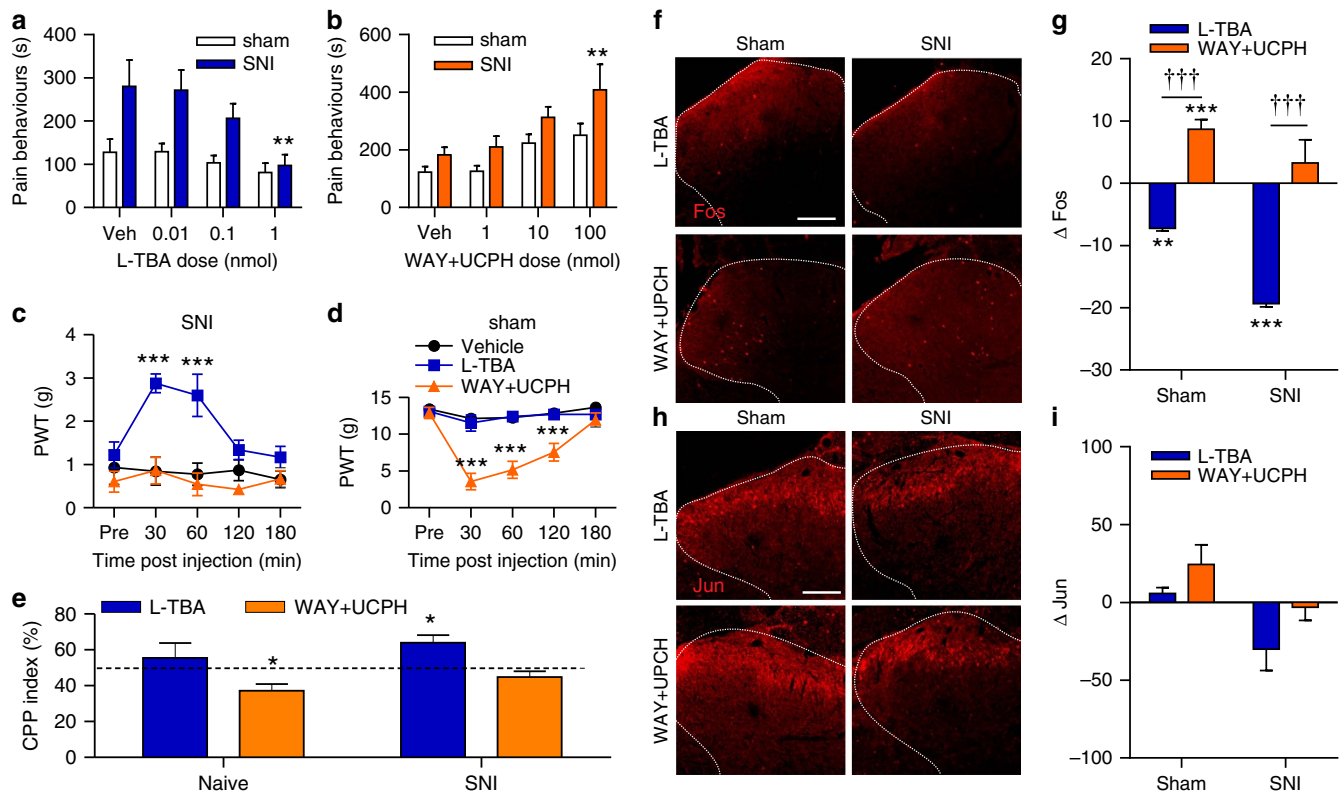 a
400
300
200
100
0
Pain behaviours (s)
sham
SNI
**
Veh 0.01 0.1 1
L-TBA dose (nmol)
b
600
400
200
0
Pain behaviours (s)
sham
SNI
**
Veh 1 10 100
WAY+UCPH dose (nmol)
c
SNI
4
3
2
1
0
PWT (g)
*** ***
Pre 30 60 120 180
Time post injection (min)
d
sham
Vehicle
L-TBA
WAY+UCPH
15
10
5
0
PWT (g)
*** *** ***
Pre 30 60 120 180
Time post injection (min)
e
L-TBA WAY+UCPH
80
60
40
20
0
CPP index (%)
*
*
Naive SNI
f
Sham SNI
L-TBA
Fos
WAY+UPCH
g
L-TBA
WAY+UCPH
20
10
0
−10
−20
−30
Δ Fos
†††
***
†††
**
***
Sham SNI
h
Sham SNI
L-TBA
Jun
WAY+UPCH
i
100
50
0
−50
−100
Δ Jun
L-TBA
WAY+UCPH
Sham SNI